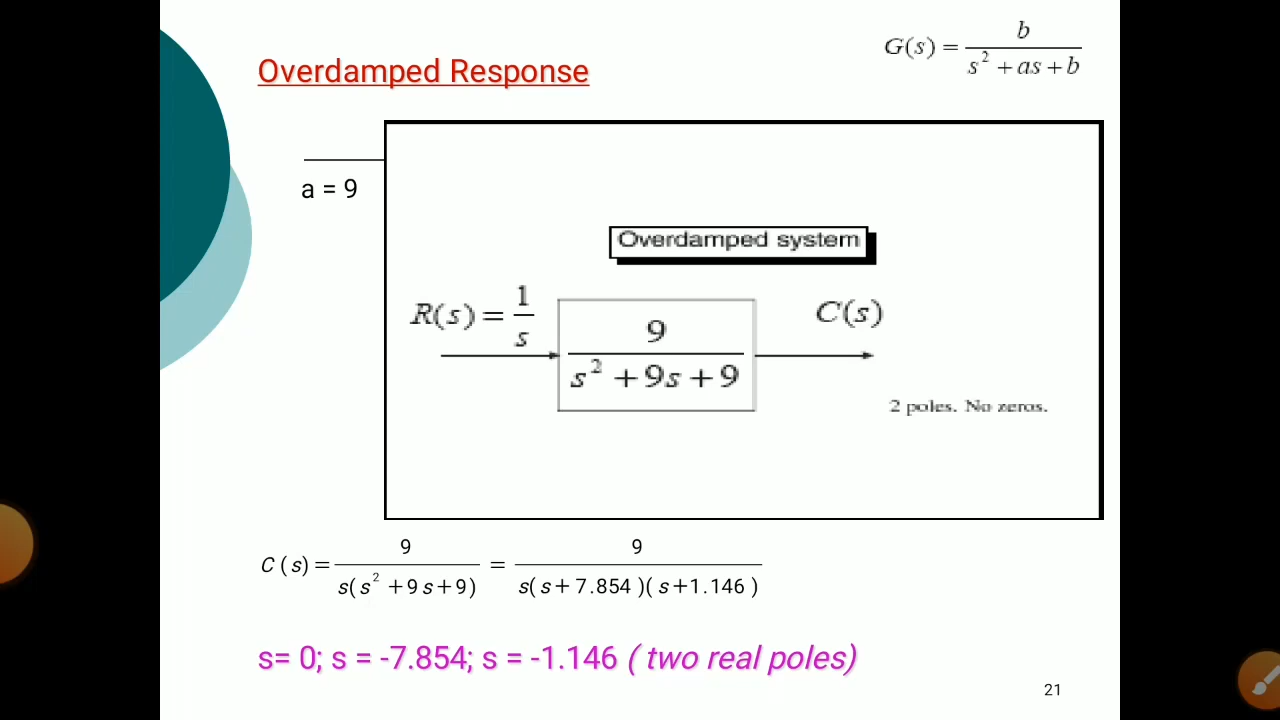 Overdamped Response
G(s) = b / (s² + as + b)
a = 9
Overdamped system
R(s) = 1/s
9 / (s² + 9s + 9)
C(s)
2 poles. No zeros.
C (s) = 9 / s(s² + 9s + 9) = 9 / s(s + 7.854 )( s + 1.146 )
s= 0; s = -7.854; s = -1.146 ( two real poles)
21